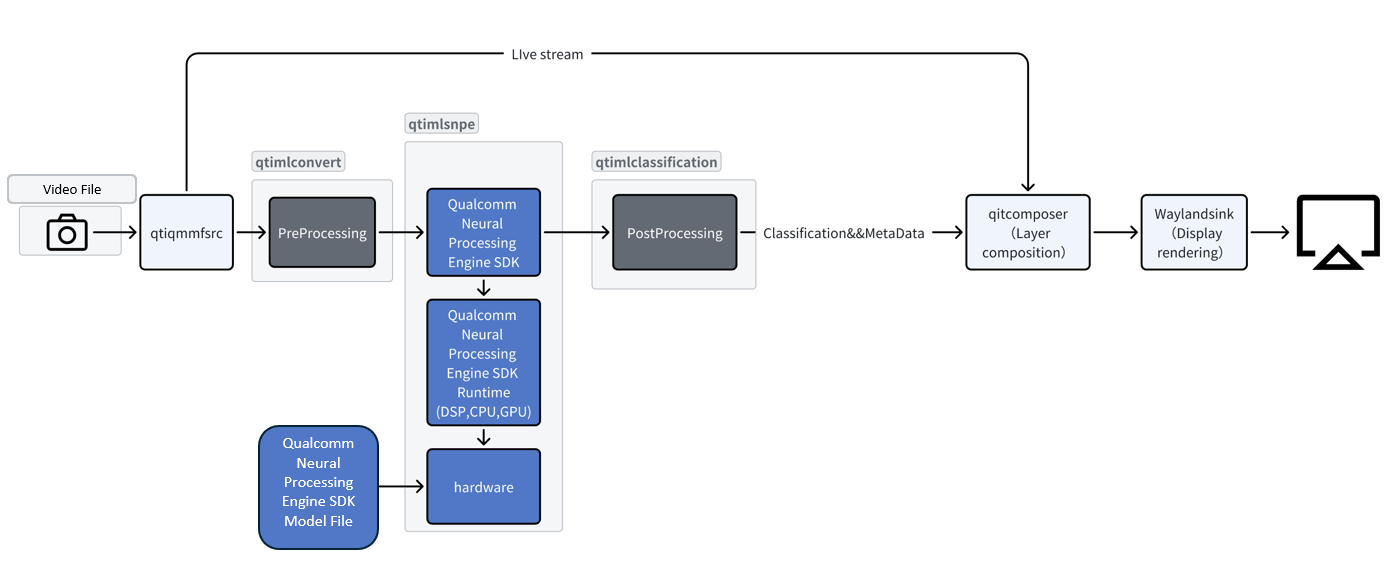 LIve stream
qtimlsnpe
qtimlconvert
qtimlclassification
Video File
qtiqmmfsrc
PreProcessing
Qualcomm
Neural
Processing
Engine SDK
PostProcessing
Classification&&MetaData
qitcomposer
（Layer
composition）
Waylandsink
（Display
rendering）
Qualcomm
Neural
Processing
Engine SDK
Runtime
(DSP,CPU,GPU)
Qualcomm
Neural
Processing
Engine SDK
Model File
hardware